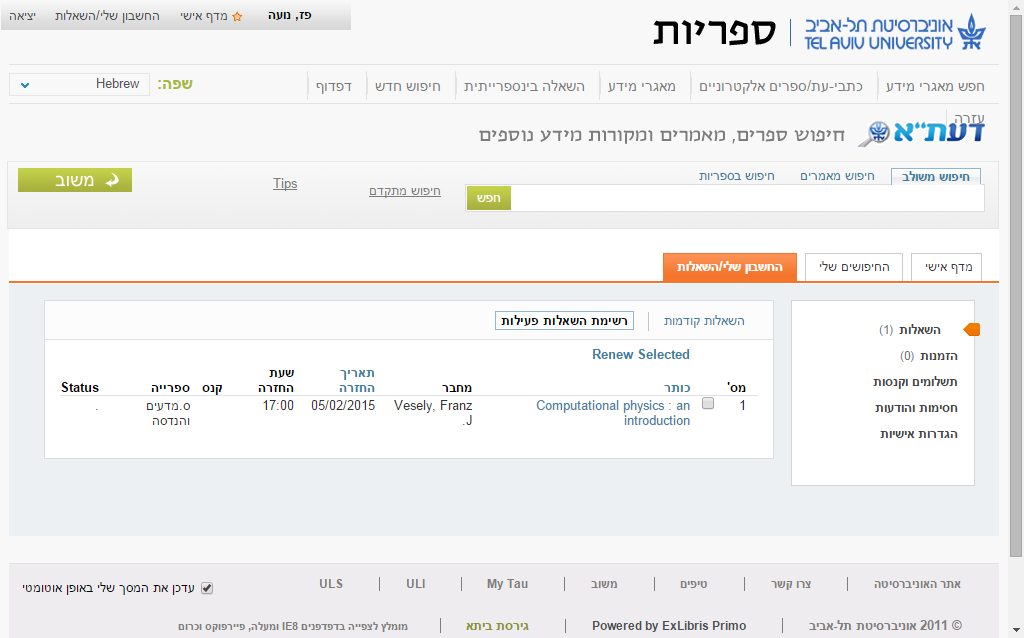 פז, נועה
מדף אישי
החשבון שלי/השאלות
יציאה
אוניברסיטת תל-אביב
TEL AVIV UNIVERSITY
ספריות
חפש מאגרי מידע
כתבי-עת/ספרים אלקטרוניים
מאגרי מידע
השאלה בינספרייתית
חיפוש חדש
דפדוף
שפה:
Hebrew
עזרה
דעת"א
חיפוש ספרים, מאמרים ומקורות מידע נוספים
חיפוש משולב
חיפוש מאמרים
חיפוש בספריות
חפש
חיפוש מתקדם
Tips
משוב
מדף אישי
החיפושים שלי
החשבון שלי/השאלות
השאלות (1)
הזמנות (0)
תשלומים וקנסות
חסימות והודעות
הגדרות אישיות
השאלות קודמות
רשימת השאלות פעילות
Renew Selected
מס' כותר מחבר תאריך החזרה שעת החזרה קנס ספרייה Status
1 Computational physics : an introduction Vesely, Franz J. 05/02/2015 17:00 ס.מדעים והנדסה .
אתר האוניברסיטה
צרו קשר
טיפים
משוב
My Tau
ULI
ULS
עדכן את המסך שלי באופן אוטומטי
© 2011 אוניברסיטת תל-אביב
Powered by ExLibris Primo
גירסת ביתא
מומלץ לצפייה בדפדפנים IE8 ומעלה, פיירפוקס וכרום